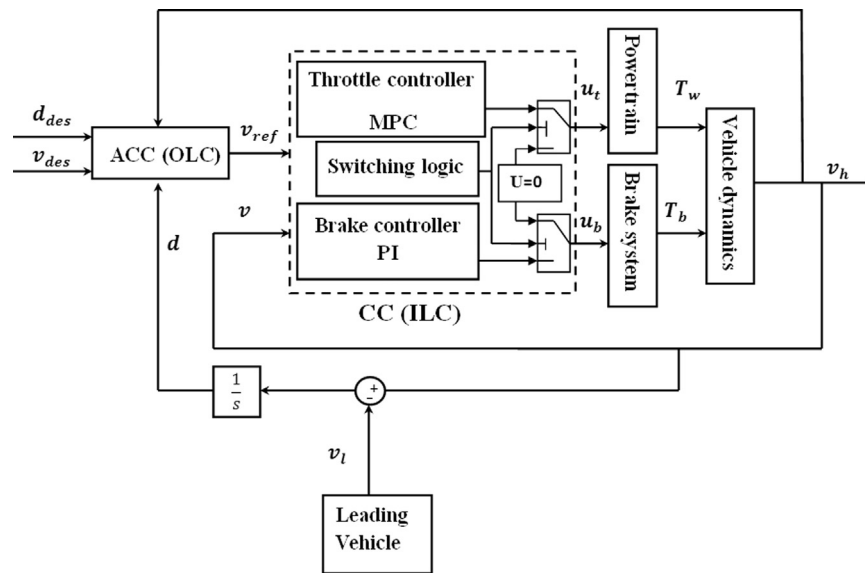 d_des
v_des
ACC (OLC)
v_ref
v
d
Throttle controller
MPC
Switching logic
Brake controller
PI
U=0
CC (ILC)
u_t
u_b
Powertrain
Brake system
T_w
T_b
Vehicle dynamics
v_h
1
s
+
−
v_l
Leading
Vehicle